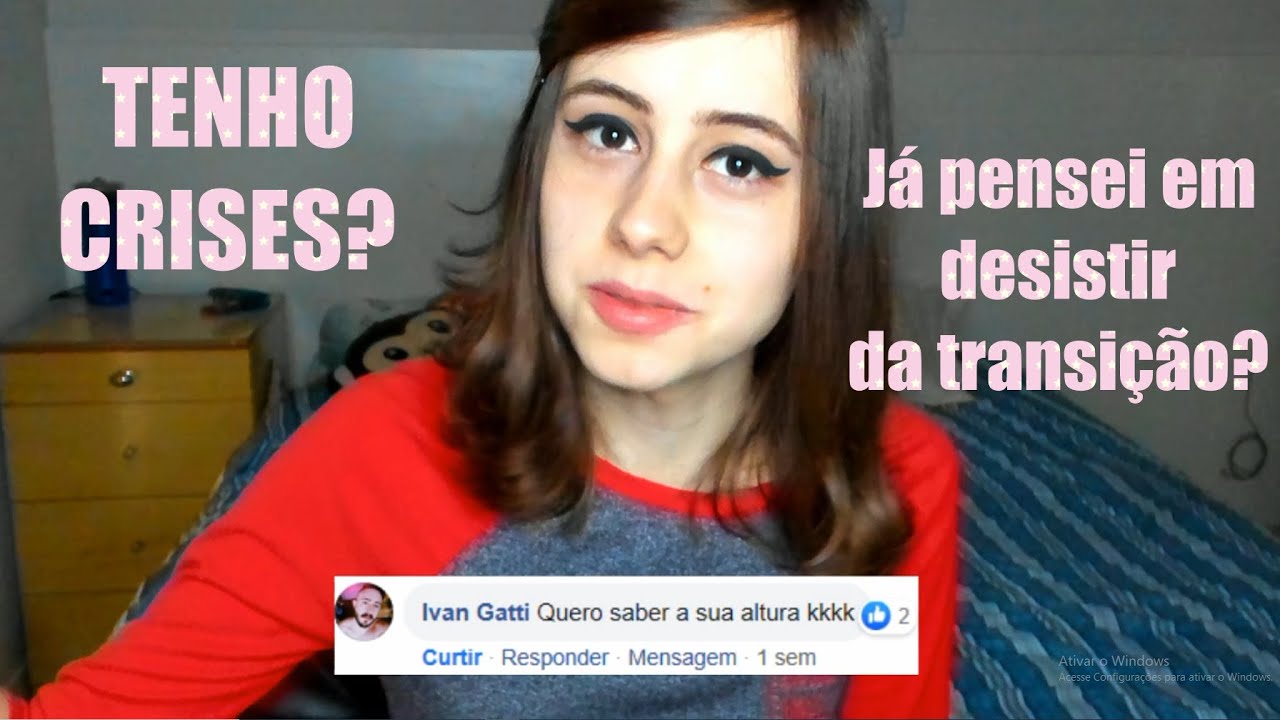 TENHO
CRISES?
Já pensei em
desistir
da transição?
Ivan Gatti Quero saber a sua altura kkkk 2
Curtir · Responder · Mensagem · 1 sem
Ativar o Windows
Acesse Configurações para ativar o Windows.